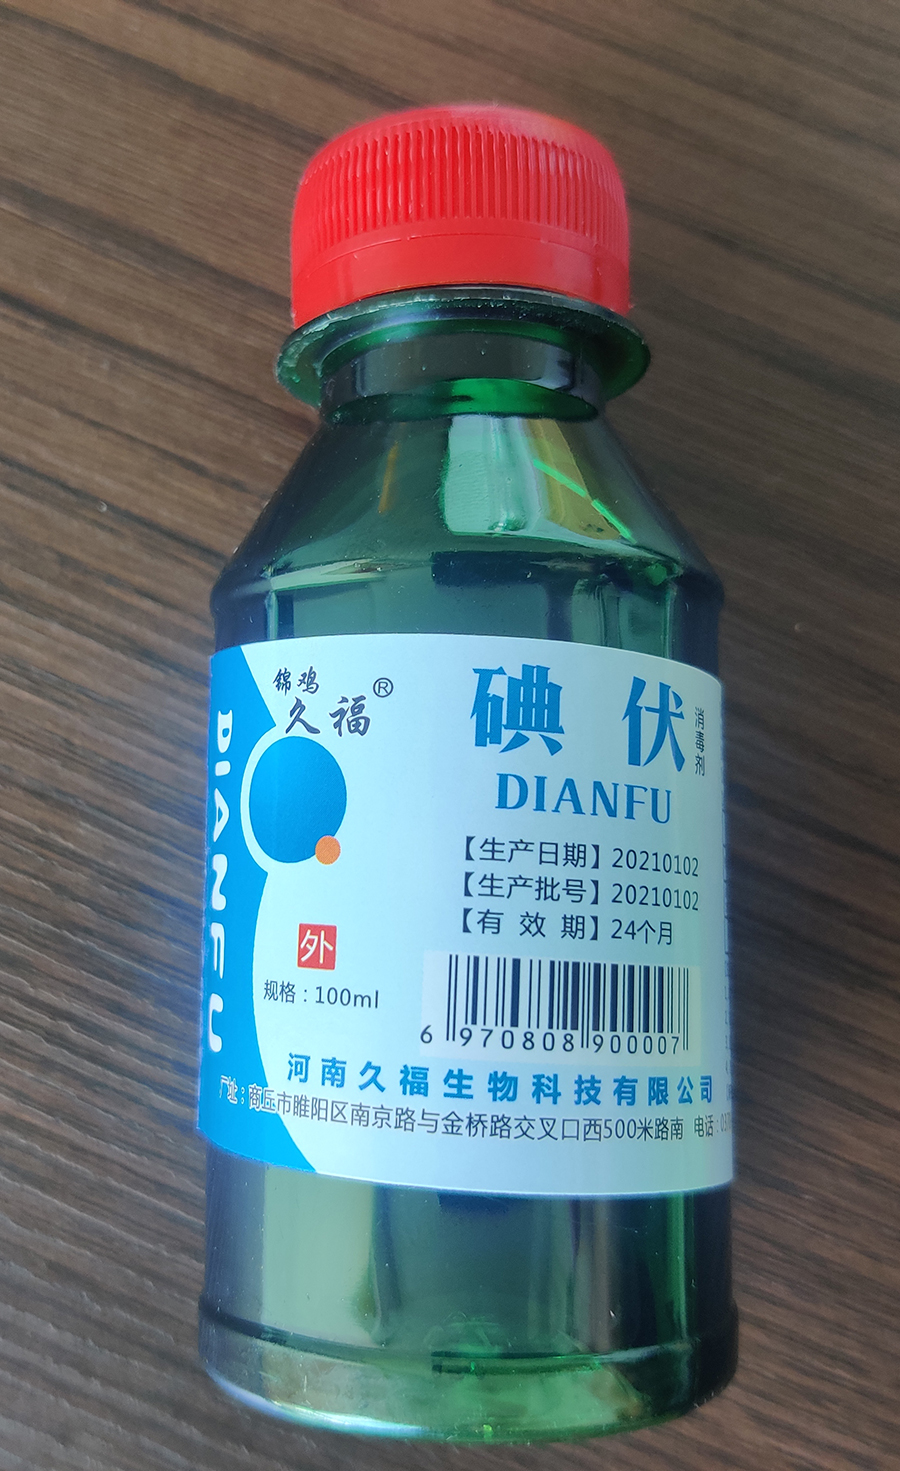 锦鸡
久福®
碘伏
消毒剂
DIANFU
【生产日期】20210102
【生产批号】20210102
【有效期】24个月
DIANFU
外
规格：100ml
6 970808 900007
河南久福生物科技有限公司
厂址：商丘市睢阳区南京路与金桥路交叉口西500米路南 电话：037